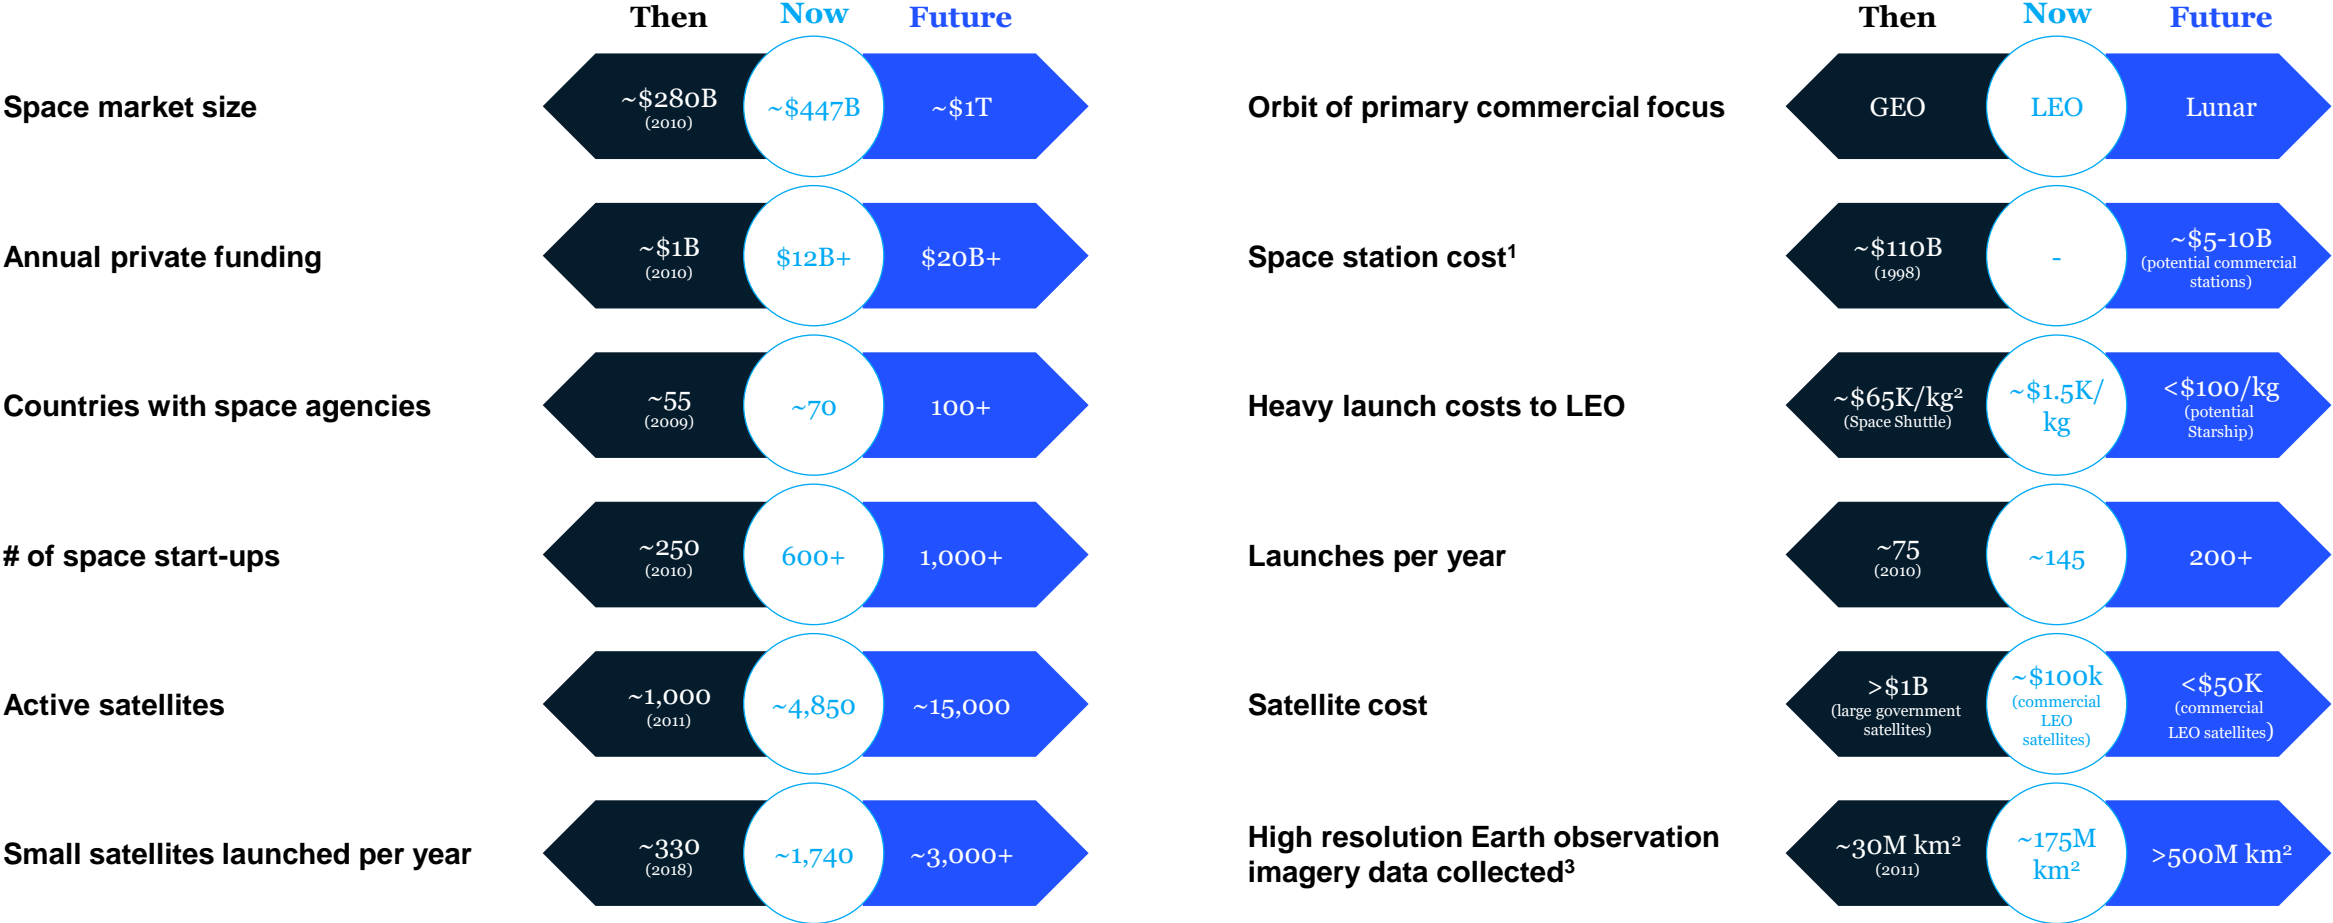 Then Now Future
Space market size
~$280B
(2010)
~$447B
~$1T
Annual private funding
~$1B
(2010)
$12B+
$20B+
Countries with space agencies
~55
(2009)
~70
100+
# of space start-ups
~250
(2010)
600+
1,000+
Active satellites
~1,000
(2011)
~4,850
~15,000
Small satellites launched per year
~330
(2018)
~1,740
~3,000+
Then Now Future
Orbit of primary commercial focus
GEO
LEO
Lunar
Space station cost¹
~$110B
(1998)
-
~$5-10B
(potential commercial
stations)
Heavy launch costs to LEO
~$65K/kg²
(Space Shuttle)
~$1.5K/
kg
<$100/kg
(potential
Starship)
Launches per year
~75
(2010)
~145
200+
Satellite cost
>$1B
(large government
satellites)
~$100k
(commercial
LEO
satellites)
<$50K
(commercial
LEO satellites)
High resolution Earth observation
imagery data collected³
~30M km²
(2011)
~175M
km²
>500M km²